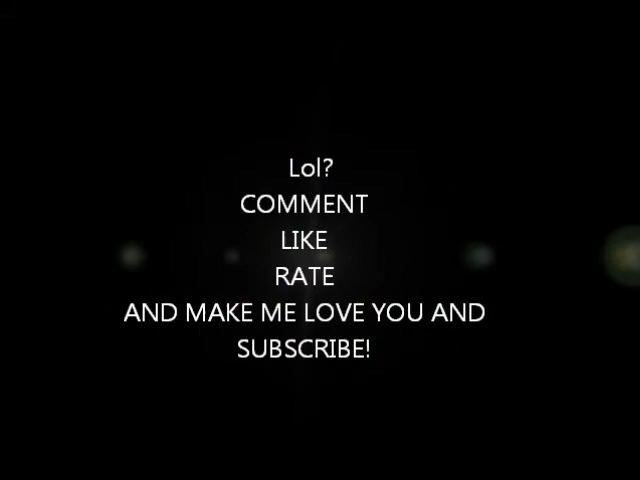 Lol?
COMMENT
LIKE
RATE
AND MAKE ME LOVE YOU AND
SUBSCRIBE!